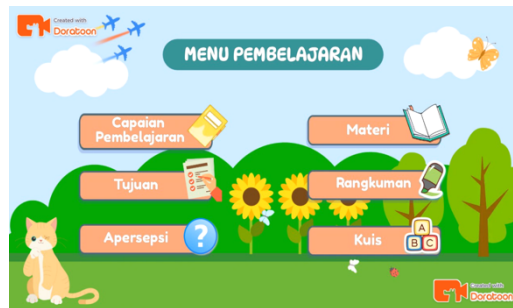 Created with
Doratoon
MENU PEMBELAJARAN
Capaian
Pembelajaran
Materi
Tujuan
Rangkuman
Apersepsi
?
Kuis
A
B C
Created with
Doratoon